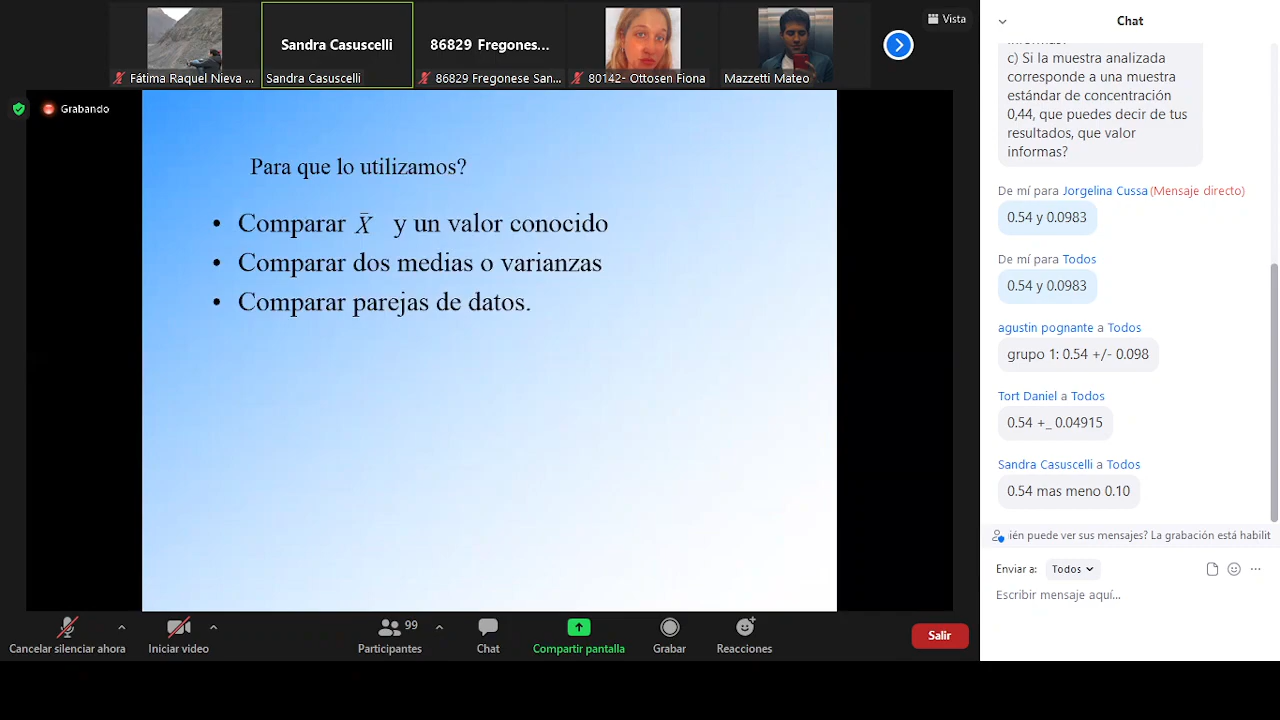 Sandra Casuscelli
86829 Fregones...
Vista
Fátima Raquel Nieva ...
Sandra Casuscelli
86829 Fregonese San...
80142- Ottosen Fiona
Mazzetti Mateo
Grabando
Para que lo utilizamos?
• Comparar X̄ y un valor conocido
• Comparar dos medias o varianzas
• Comparar parejas de datos.
Chat
c) Si la muestra analizada
corresponde a una muestra
estándar de concentración
0,44, que puedes decir de tus
resultados, que valor
informas?
De mí para Jorgelina Cussa (Mensaje directo)
0.54 y 0.0983
De mí para Todos
0.54 y 0.0983
agustin pognante a Todos
grupo 1: 0.54 +/- 0.098
Tort Daniel a Todos
0.54 +_ 0.04915
Sandra Casuscelli a Todos
0.54 mas meno 0.10
ién puede ver sus mensajes? La grabación está habilit
Enviar a: Todos
Escribir mensaje aquí...
Cancelar silenciar ahora
Iniciar video
99
Participantes
Chat
Compartir pantalla
Grabar
Reacciones
Salir